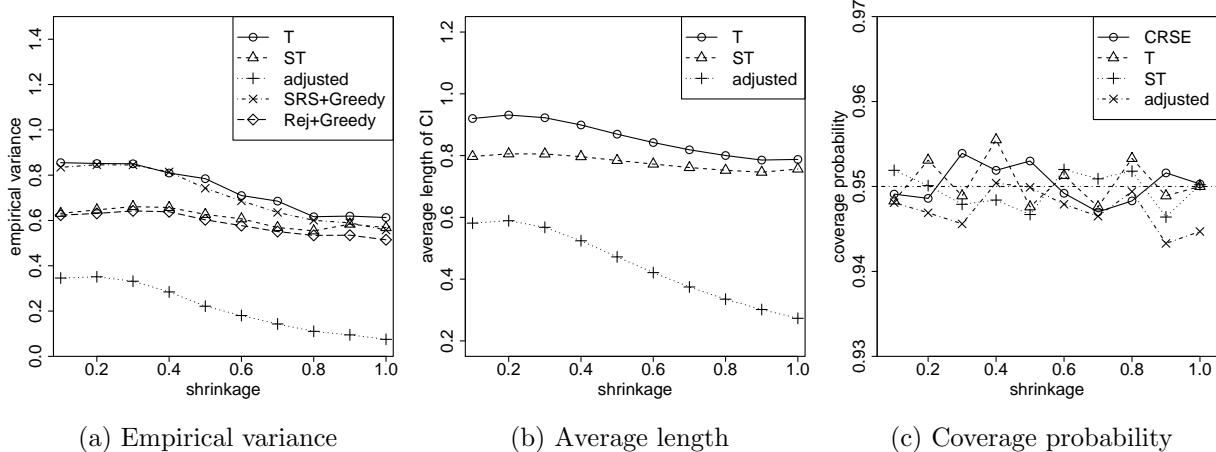 empirical variance
0.0 0.2 0.4 0.6 0.8 1.0 1.2 1.4
T
ST
adjusted
SRS+Greedy
Rej+Greedy
0.2 0.4 0.6 0.8 1.0
shrinkage
(a) Empirical variance
average length of CI
0.2 0.4 0.6 0.8 1.0 1.2
T
ST
adjusted
0.2 0.4 0.6 0.8 1.0
shrinkage
(b) Average length
coverage probability
0.93 0.94 0.95 0.96 0.97
CRSE
T
ST
adjusted
0.2 0.4 0.6 0.8 1.0
shrinkage
(c) Coverage probability